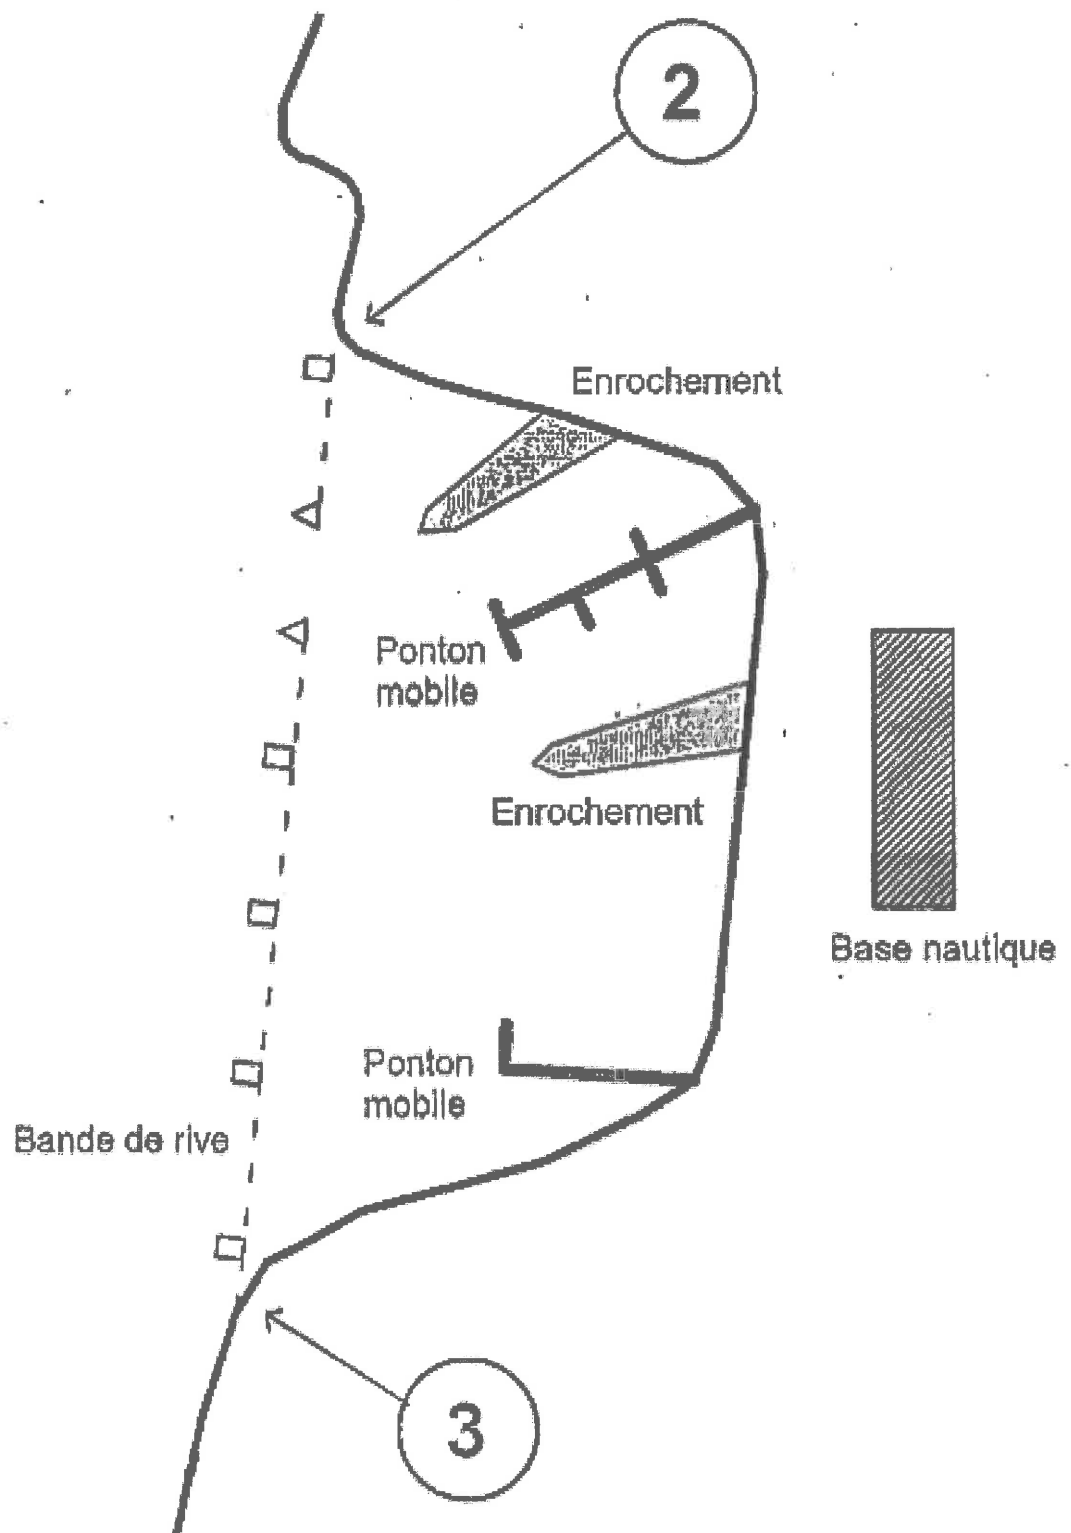 2
Enrochement
Ponton
mobile
Enrochement
Base nautique
Ponton
mobile
Bande de rive
3